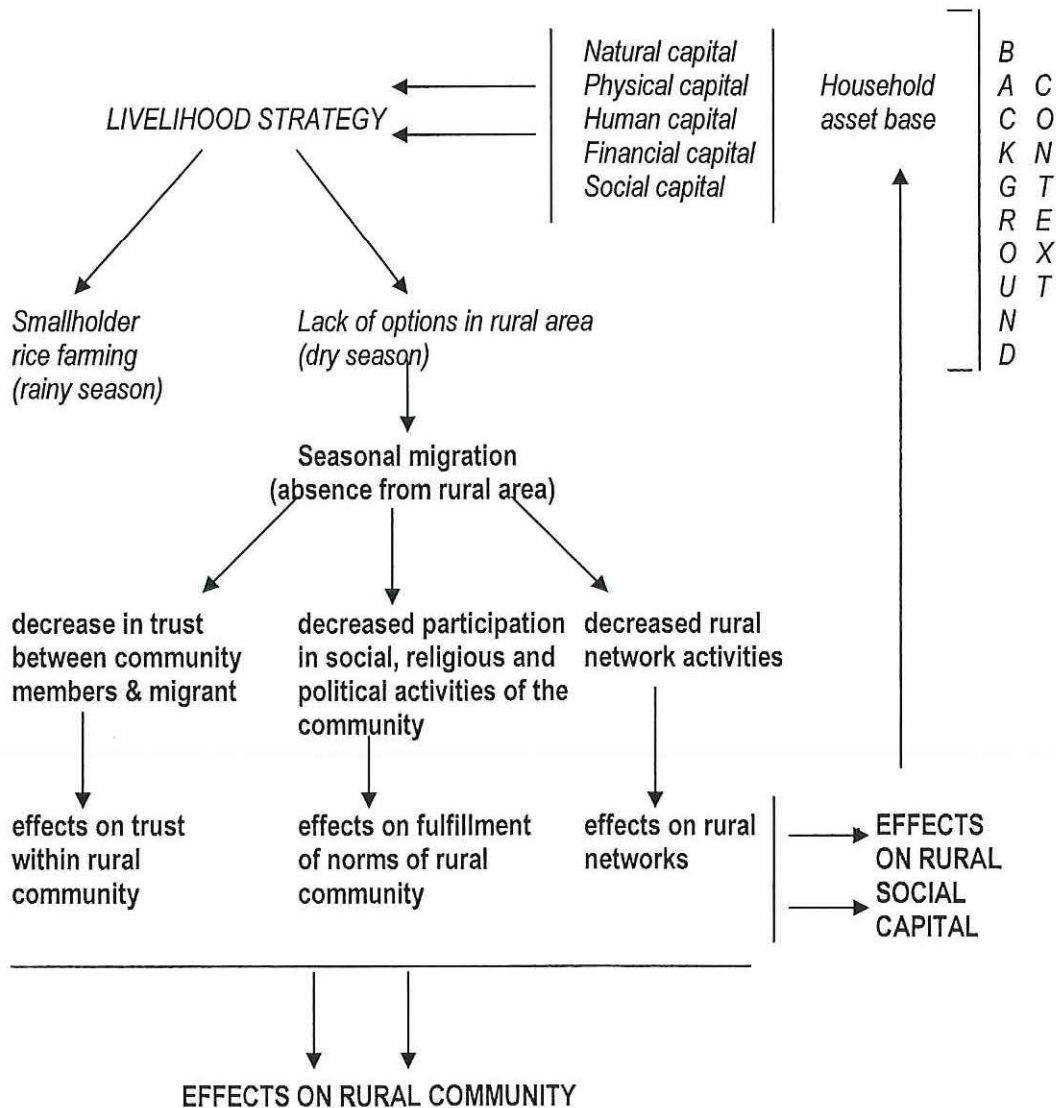 Natural capital
Physical capital
Human capital
Financial capital
Social capital
Household
asset base
BACKGROUND
CONTEXT
LIVELIHOOD STRATEGY
Smallholder
rice farming
(rainy season)
Lack of options in rural area
(dry season)
Seasonal migration
(absence from rural area)
decrease in trust
between community
members & migrant
decreased participation
in social, religious and
political activities of the
community
decreased rural
network activities
effects on trust
within rural
community
effects on fulfillment
of norms of rural
community
effects on rural
networks
EFFECTS
ON RURAL
SOCIAL
CAPITAL
EFFECTS ON RURAL COMMUNITY